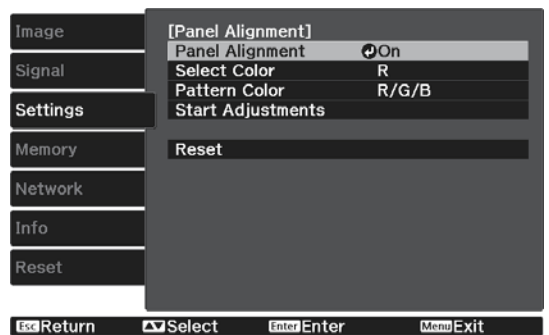 Image
Signal
Settings
Memory
Network
Info
Reset
[Panel Alignment]
Panel Alignment On
Select Color R
Pattern Color R/G/B
Start Adjustments
Reset
Esc Return Select Enter Enter Menu Exit